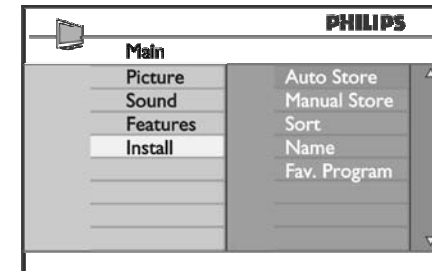 PHILIPS
Main
Picture
Sound
Features
Install
Auto Store
Manual Store
Sort
Name
Fav. Program